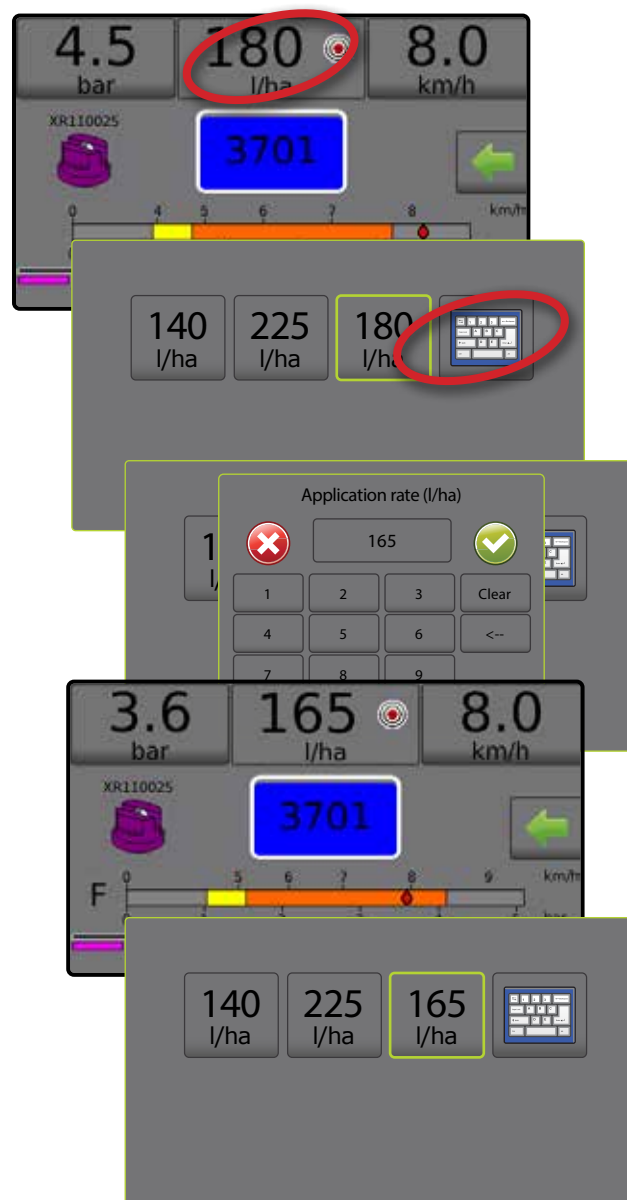 4.5 180 8.0
bar l/ha km/h
XR110025
3701
0 4 5 6 7 8 km/h
140 225 180
l/ha l/ha l/ha
Application rate (l/ha)
1
l/
165
1 2 3 Clear
4 5 6 <--
7 8 9
3.6 165 8.0
bar l/ha km/h
XR110025
3701
F 0 5 6 7 8 9 km/h
140 225 165
l/ha l/ha l/ha